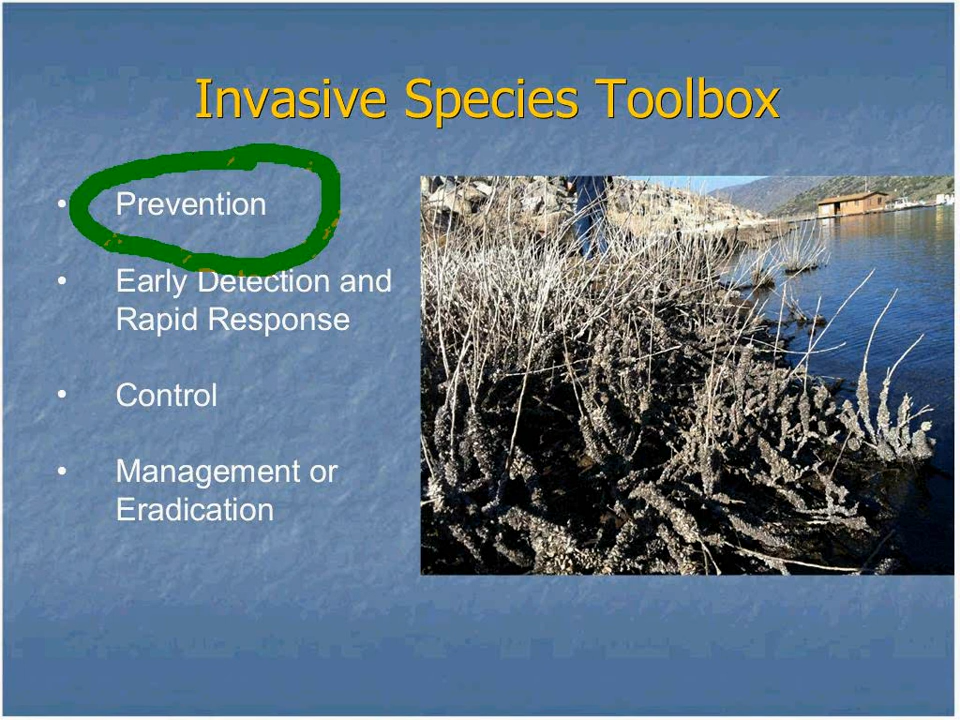 Invasive Species Toolbox
• Prevention
• Early Detection and
Rapid Response
• Control
• Management or
Eradication